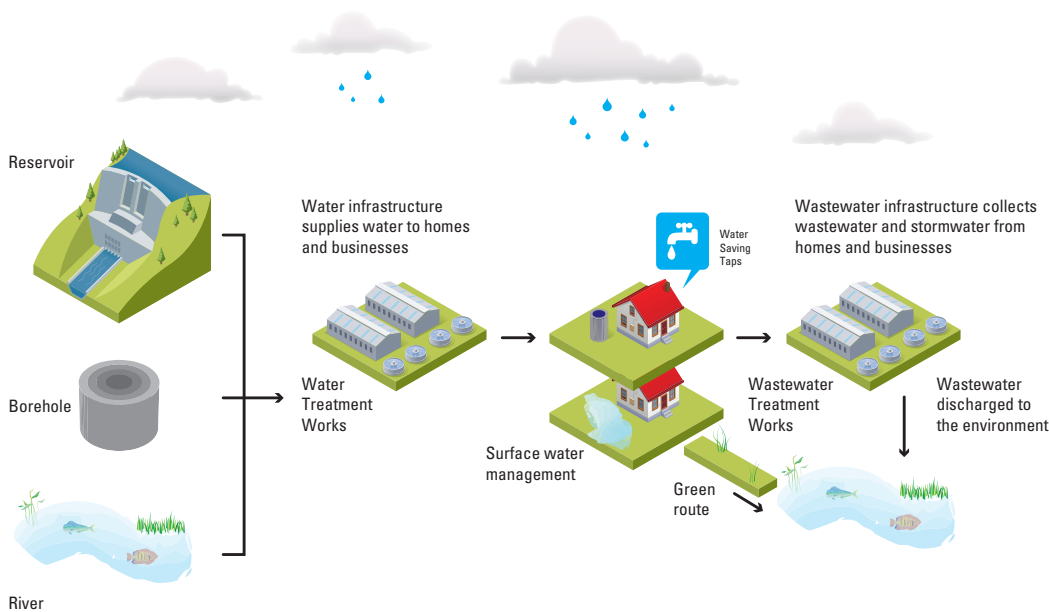 Reservoir
Water infrastructure
supplies water to homes
and businesses
Water
Saving
Taps
Wastewater infrastructure collects
wastewater and stormwater from
homes and businesses
Borehole
Water
Treatment
Works
Surface water
management
Wastewater
Treatment
Works
Wastewater
discharged to
the environment
Green
route
River